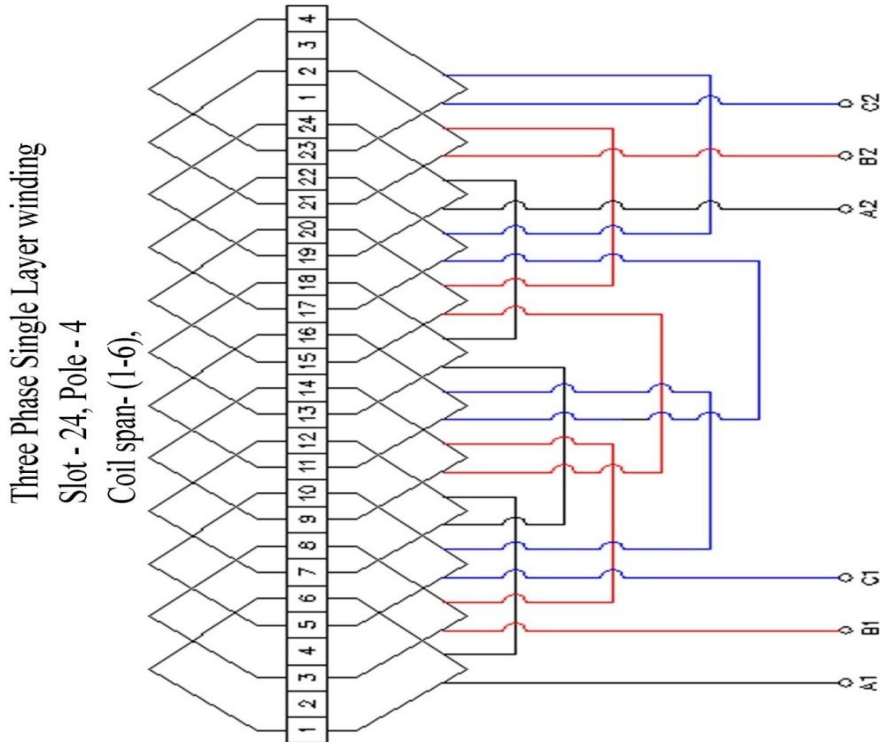 Three Phase Single Layer winding
Slot - 24, Pole - 4
Coil span- (1-6),
1 2 3 4 5 6 7 8 9 10 11 12 13 14 15 16 17 18 19 20 21 22 23 24 1 2 3 4
A1 B1 C1 A2 B2 C2